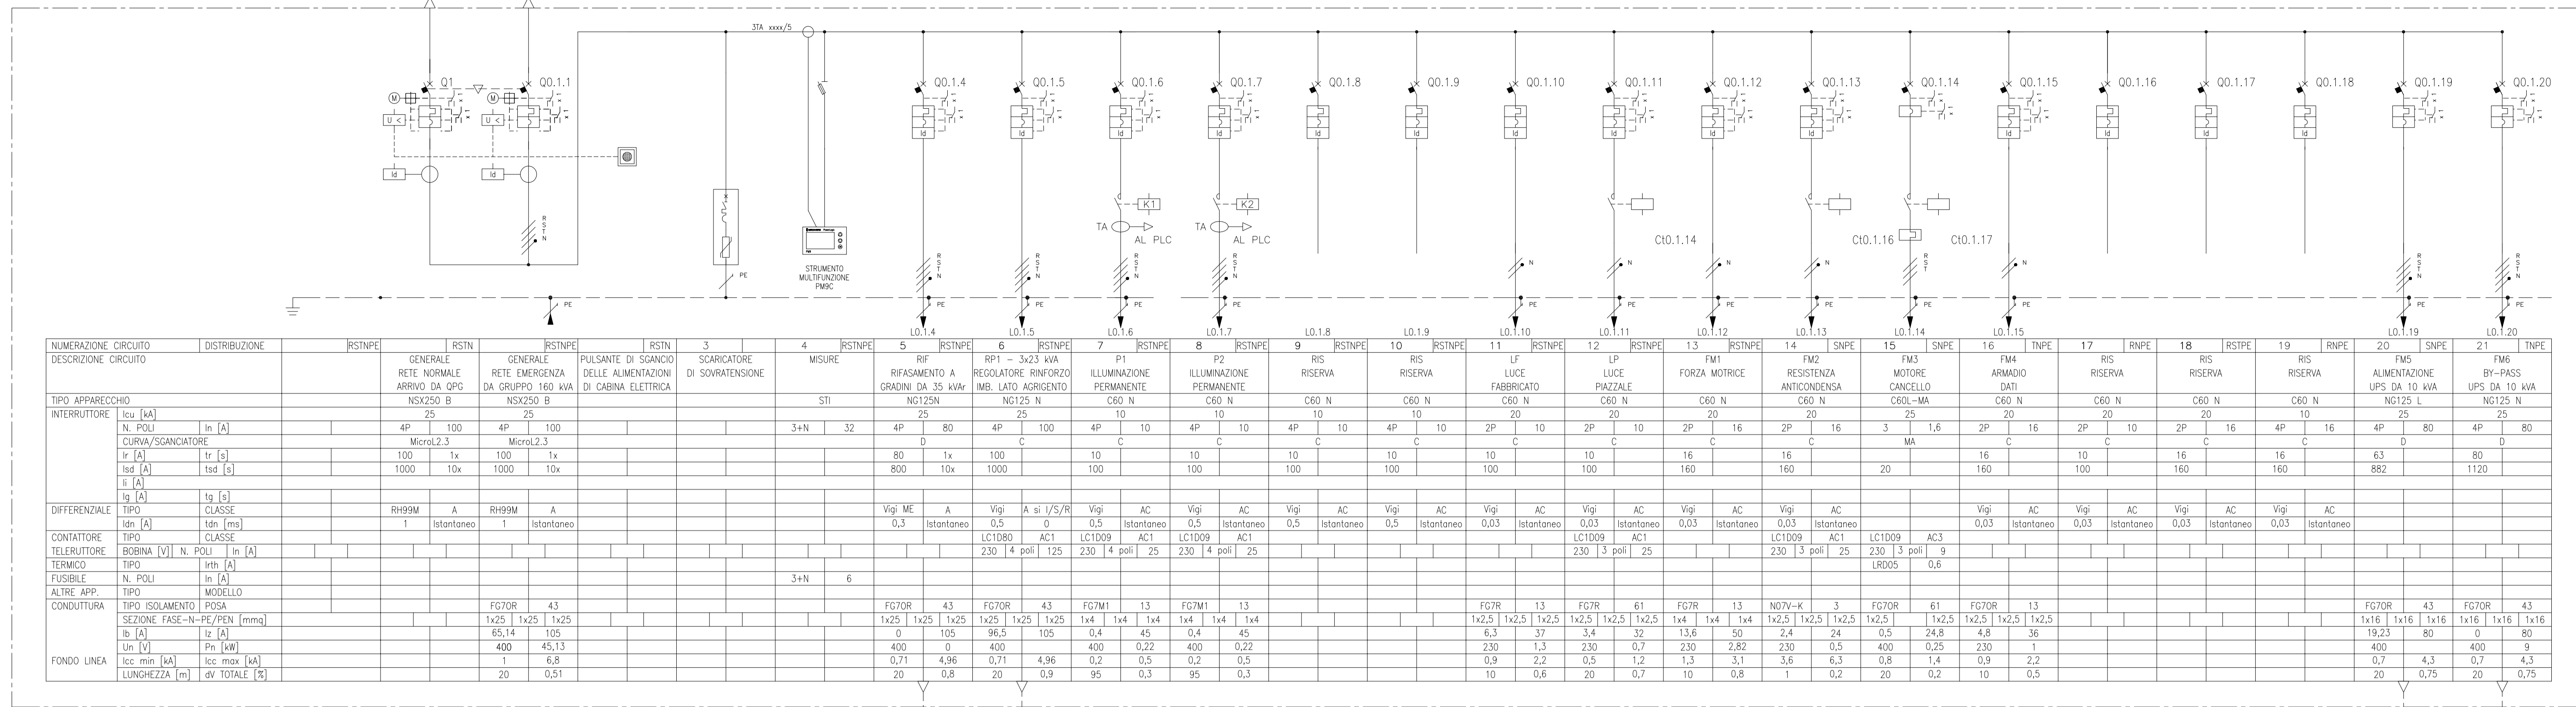 3TA xxxx/5
Q1 Q0.1.1 Q0.1.4 Q0.1.5 Q0.1.6 Q0.1.7 Q0.1.8 Q0.1.9 Q0.1.10 Q0.1.11 Q0.1.12 Q0.1.13 Q0.1.14 Q0.1.15 Q0.1.16 Q0.1.17 Q0.1.18 Q0.1.19 Q0.1.20
M M
U < U <
Id Id Id Id Id Id Id Id Id Id Id Id Id
Id Id
K1 K2
TA TA
AL PLC AL PLC
Ct0.1.14 Ct0.1.16 Ct0.1.17
R S T N
STRUMENTO
MULTIFUNZIONE
PM9C
PE
R S T N R S T N R S T N R S T N N N N N R S T N R S T N R S T N
PE PE PE PE PE PE PE PE PE PE PE PE PE
L0.1.4 L0.1.5 L0.1.6 L0.1.7 L0.1.8 L0.1.9 L0.1.10 L0.1.11 L0.1.12 L0.1.13 L0.1.14 L0.1.15 L0.1.19 L0.1.20
NUMERAZIONE CIRCUITO DISTRIBUZIONE RSTNPE RSTN RSTNPE RSTN 3 4 RSTNPE 5 RSTNPE 6 RSTNPE 7 RSTNPE 8 RSTNPE 9 RSTNPE 10 RSTNPE 11 RSTNPE 12 RSTNPE 13 RSTNPE 14 SNPE 15 SNPE 16 TNPE 17 RNPE 18 RSTPE 19 RNPE 20 SNPE 21 TNPE
DESCRIZIONE CIRCUITO GENERALE GENERALE PULSANTE DI SGANCIO SCARICATORE MISURE RIF RP1 - 3x23 kVA P1 P2 RIS RIS LF LP FM1 FM2 FM3 FM4 RIS RIS RIS FM5 FM6
RETE NORMALE RETE EMERGENZA DELLE ALIMENTAZIONI DI SOVRATENSIONE RIFASAMENTO A REGOLATORE RINFORZO ILLUMINAZIONE ILLUMINAZIONE RISERVA RISERVA LUCE LUCE FORZA MOTRICE RESISTENZA MOTORE ARMADIO RISERVA RISERVA RISERVA ALIMENTAZIONE BY-PASS
ARRIVO DA QPG DA GRUPPO 160 kVA DI CABINA ELETTRICA GRADINI DA 35 kVAr IMB. LATO AGRIGENTO PERMANENTE PERMANENTE FABBRICATO PIAZZALE ANTICONDENSA CANCELLO DATI UPS DA 10 kVA UPS DA 10 kVA
TIPO APPARECCHIO NSX250 B NSX250 B STI NG125N NG125 N C60 N C60 N C60 N C60 N C60 N C60 N C60 N C60 N C60L-MA C60 N C60 N C60 N C60 N NG125 L NG125 N
INTERRUTTORE Icu [kA] 25 25 25 25 10 10 10 10 20 20 20 20 25 20 20 20 10 25 25
N. POLI In [A] 4P 100 4P 100 3+N 32 4P 80 4P 100 4P 10 4P 10 4P 10 4P 10 2P 10 2P 10 2P 16 2P 16 3 1,6 2P 16 2P 10 2P 16 4P 16 4P 80 4P 80
CURVA/SGANCIATORE MicroL2.3 MicroL2.3 D C C C C C C C C C MA C C C C D D
Ir [A] tr [s] 100 1x 100 1x 80 1x 100 10 10 10 10 10 10 16 16 16 10 16 16 63 80
Isd [A] tsd [s] 1000 10x 1000 10x 800 10x 1000 100 100 100 100 100 100 160 160 20 160 100 160 160 882 1120
Ii [A]
Ig [A] tg [s]
DIFFERENZIALE TIPO CLASSE RH99M A RH99M A Vigi ME A Vigi A si I/S/R Vigi AC Vigi AC Vigi AC Vigi AC Vigi AC Vigi AC Vigi AC Vigi AC Vigi AC Vigi AC Vigi AC Vigi AC
Idn [A] tdn [ms] 1 Istantaneo 1 Istantaneo 0,3 Istantaneo 0,5 0 0,5 Istantaneo 0,5 Istantaneo 0,5 Istantaneo 0,5 Istantaneo 0,03 Istantaneo 0,03 Istantaneo 0,03 Istantaneo 0,03 Istantaneo 0,03 Istantaneo 0,03 Istantaneo 0,03 Istantaneo 0,03 Istantaneo
CONTATTORE TIPO CLASSE LC1D80 AC1 LC1D09 AC1 LC1D09 AC1 LC1D09 AC1 LC1D09 AC1 LC1D09 AC3
TELERUTTORE BOBINA [V] N. POLI In [A] 230 4 poli 125 230 4 poli 25 230 4 poli 25 230 3 poli 25 230 3 poli 25 230 3 poli 9
TERMICO TIPO Irth [A] LRD05 0,6
FUSIBILE N. POLI In [A] 3+N 6
ALTRE APP. TIPO MODELLO
CONDUTTURA TIPO ISOLAMENTO POSA FG7OR 43 FG7OR 43 FG7OR 43 FG7M1 13 FG7M1 13 FG7R 13 FG7R 61 FG7R 13 N07V-K 3 FG7OR 61 FG7OR 13 FG7OR 43 FG7OR 43
SEZIONE FASE-N-PE/PEN [mmq] 1x25 1x25 1x25 1x25 1x25 1x25 1x25 1x25 1x25 1x4 1x4 1x4 1x4 1x4 1x4 1x2,5 1x2,5 1x2,5 1x2,5 1x2,5 1x2,5 1x4 1x4 1x4 1x2,5 1x2,5 1x2,5 1x2,5 1x2,5 1x2,5 1x2,5 1x2,5 1x16 1x16 1x16 1x16 1x16 1x16
Ib [A] Iz [A] 65,14 105 0 105 96,5 105 0,4 45 0,4 45 6,3 37 3,4 32 13,6 50 2,4 24 0,5 24,8 4,8 36 19,23 80 0 80
Un [V] Pn [kW] 400 45,13 400 0 400 400 0,22 400 0,22 230 1,3 230 0,7 230 2,82 230 0,5 400 0,25 230 1 400 400 9
FONDO LINEA Icc min [kA] Icc max [kA] 1 6,8 0,71 4,96 0,71 4,96 0,2 0,5 0,2 0,5 0,9 2,2 0,5 1,2 1,3 3,1 3,6 6,3 0,8 1,4 0,9 2,2 0,7 4,3 0,7 4,3
LUNGHEZZA [m] dV TOTALE [%] 20 0,51 20 0,8 20 0,9 95 0,3 95 0,3 10 0,6 20 0,7 10 0,8 1 0,2 20 0,2 10 0,5 20 0,75 20 0,75